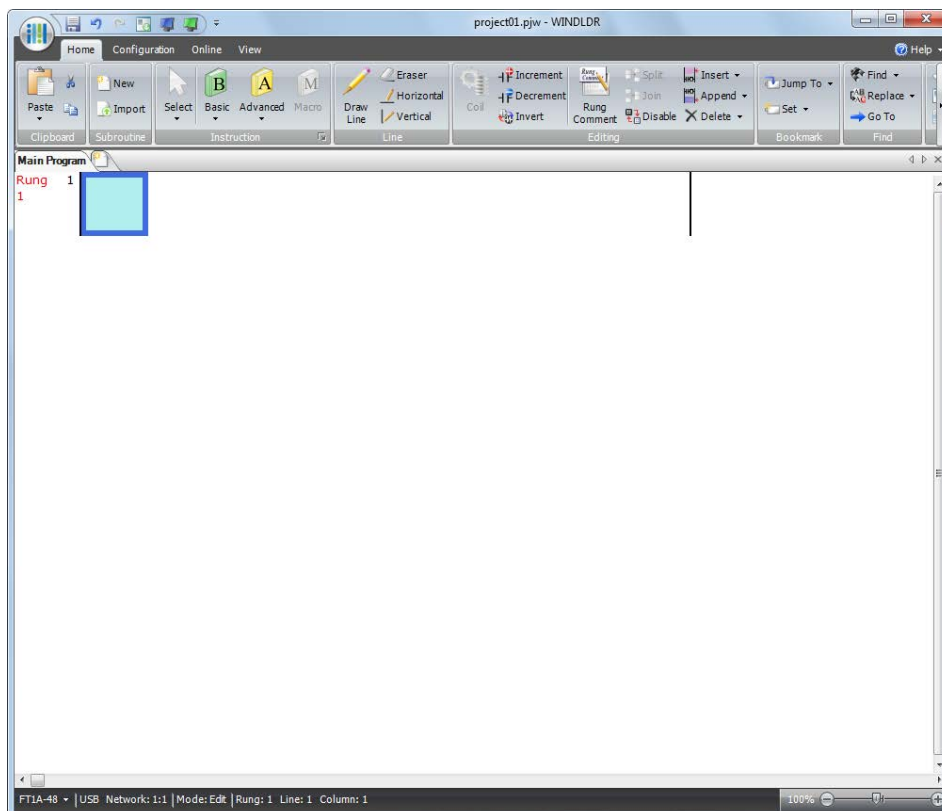 project01.pjw - WINDLDR
Home Configuration Online View Help
Paste
Clipboard
New
Import
Subroutine
Select
B
Basic
A
Advanced
M
Macro
Instruction
Draw
Line
Eraser
Horizontal
Vertical
Line
Coil
Increment
Decrement
Invert
Rung
Comment
Split
Join
Disable
Insert
Append
Delete
Editing
Jump To
Set
Bookmark
Find
Replace
Go To
Find
Main Program
Rung 1
1
FT1A-48 USB Network: 1:1 Mode: Edit Rung: 1 Line: 1 Column: 1 100%